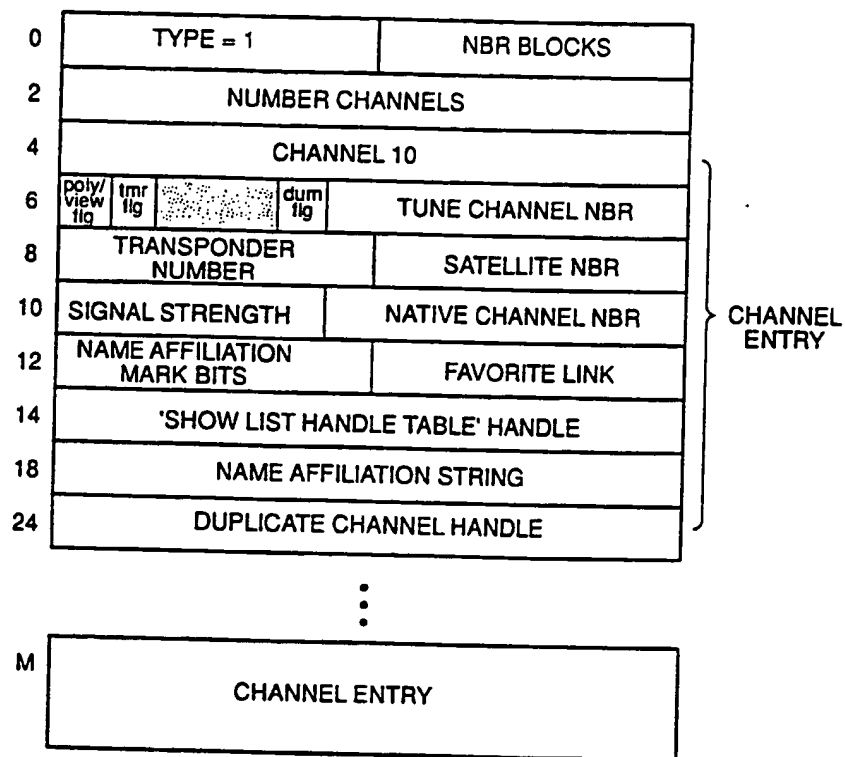 0 TYPE = 1 NBR BLOCKS
2 NUMBER CHANNELS
4 CHANNEL 10
6 poly/ view flg tmr flg dum flg TUNE CHANNEL NBR
8 TRANSPONDER NUMBER SATELLITE NBR
10 SIGNAL STRENGTH NATIVE CHANNEL NBR
CHANNEL ENTRY
12 NAME AFFILIATION MARK BITS FAVORITE LINK
14 'SHOW LIST HANDLE TABLE' HANDLE
18 NAME AFFILIATION STRING
24 DUPLICATE CHANNEL HANDLE
M CHANNEL ENTRY